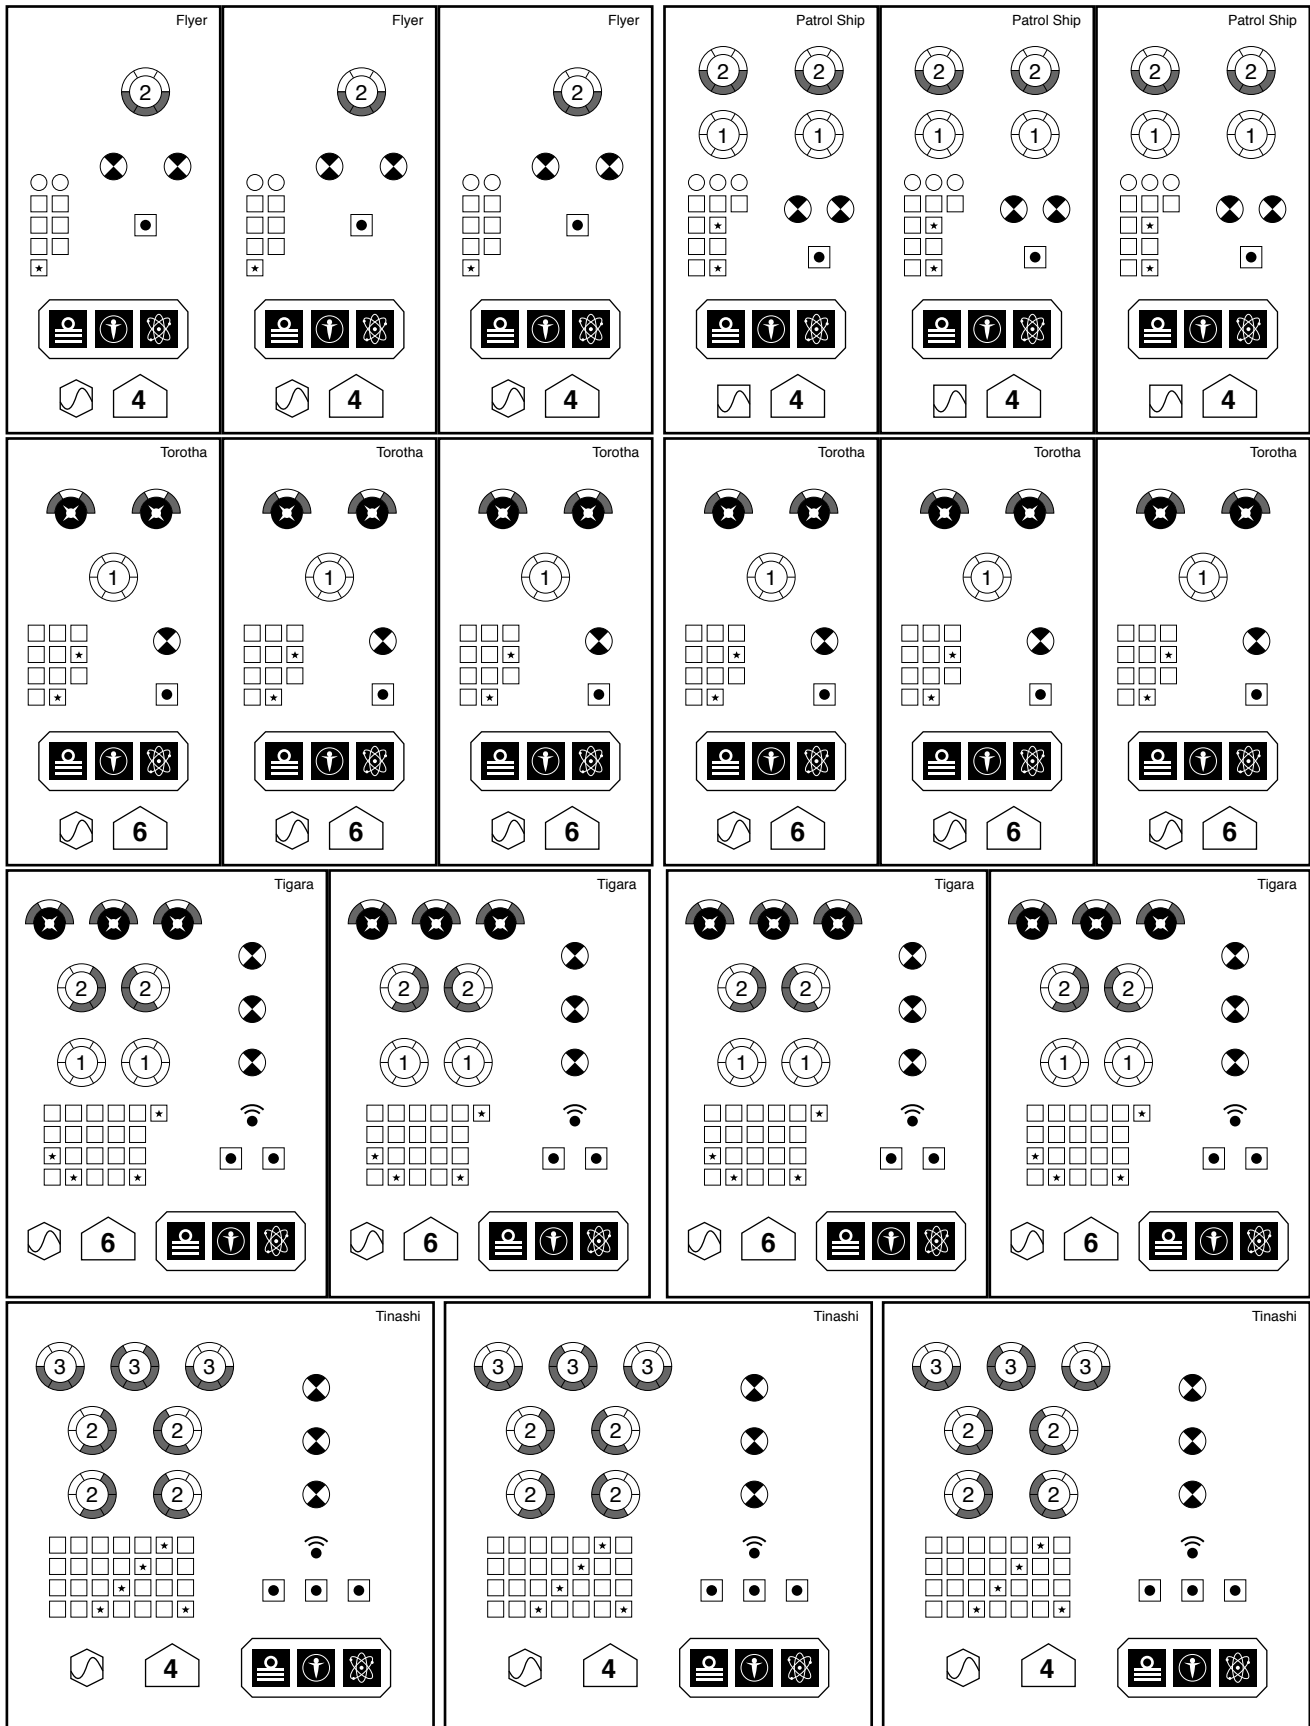 Flyer Flyer Flyer Patrol Ship Patrol Ship Patrol Ship
2 2 2 2 2 2 2 2 2
1 1 1 1 1 1
4 4 4 4 4 4
Torotha Torotha Torotha Torotha Torotha Torotha
1 1 1 1 1 1
6 6 6 6 6 6
Tigara Tigara Tigara Tigara
2 2 2 2 2 2 2 2
1 1 1 1 1 1 1 1
6 6 6 6
Tinashi Tinashi Tinashi
3 3 3 3 3 3 3 3 3
2 2 2 2 2 2
2 2 2 2 2 2
4 4 4